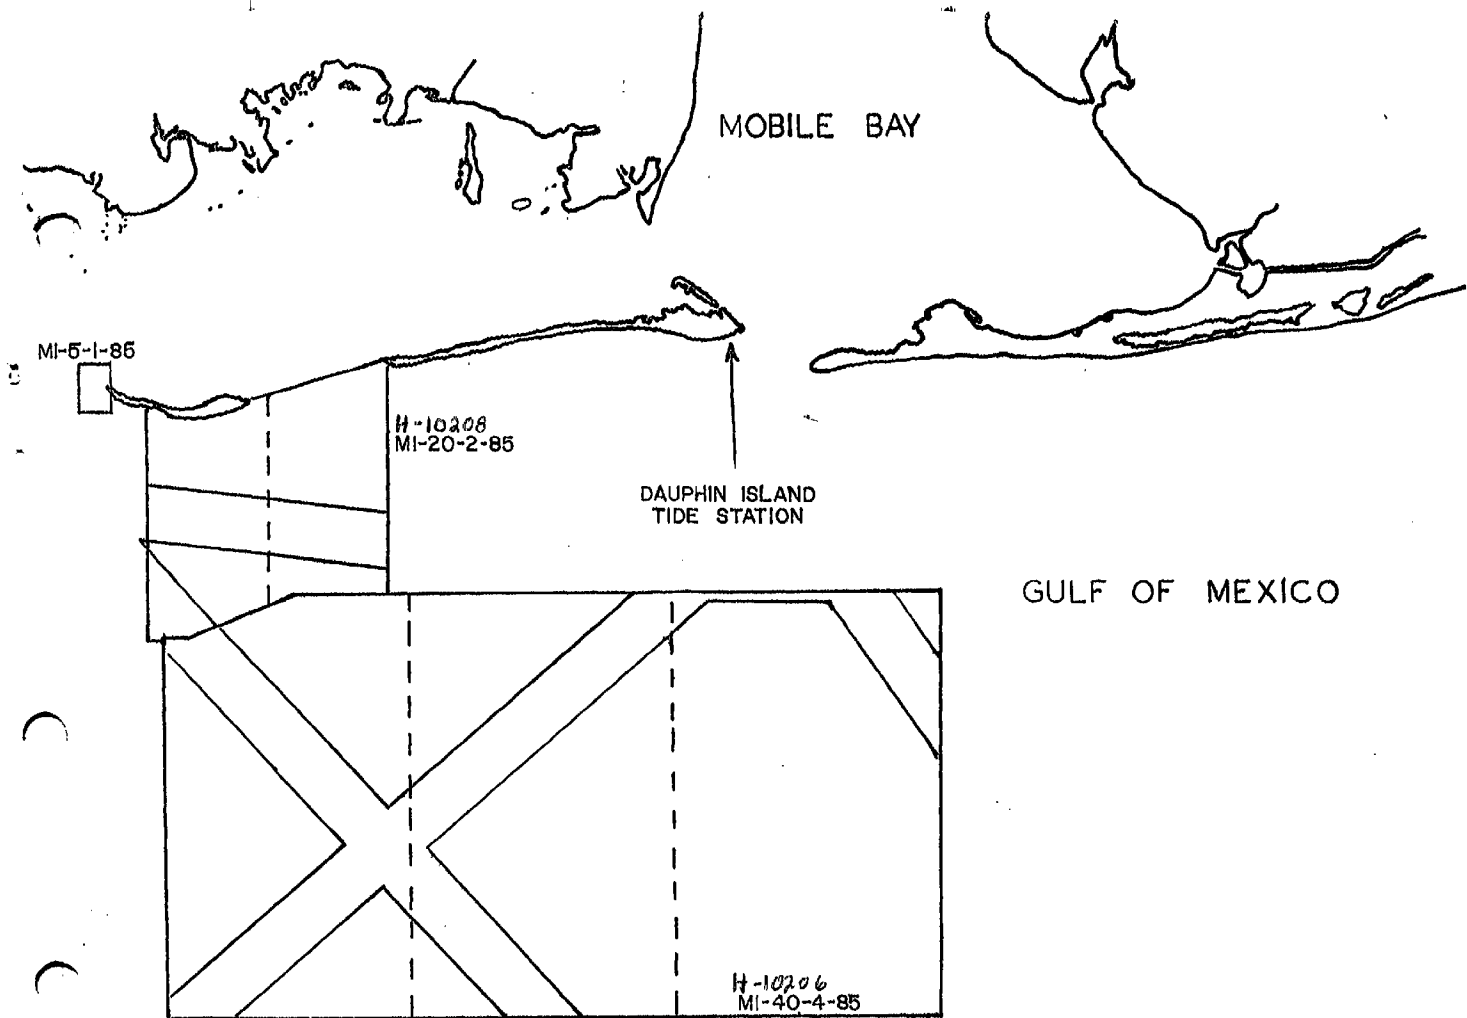 MOBILE BAY
MI-5-1-85
H-10208
MI-20-2-85
DAUPHIN ISLAND
TIDE STATION
GULF OF MEXICO
H-10206
MI-40-4-85